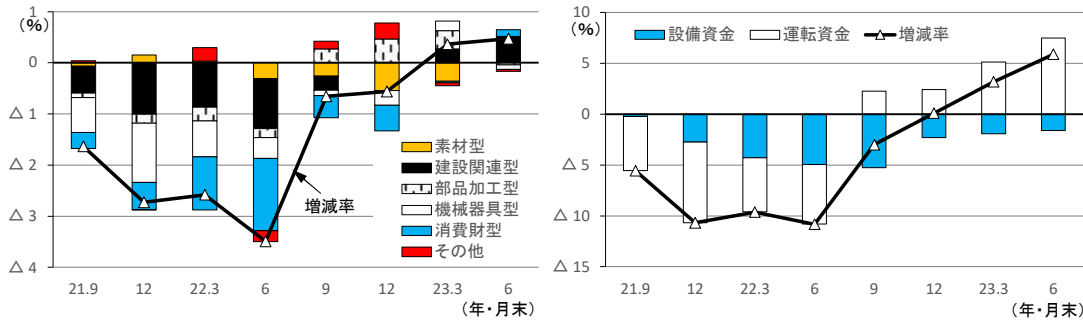 (%)
1
0
△ 1
△ 2
△ 3
△ 4
素材型
建設関連型
部品加工型
機械器具型
消費財型
その他
増減率
21.9 12 22.3 6 9 12 23.3 6
(年・月末)
(%)
10
5
0
△ 5
△ 10
△ 15
設備資金 運転資金 増減率
21.9 12 22.3 6 9 12 23.3 6
(年・月末)